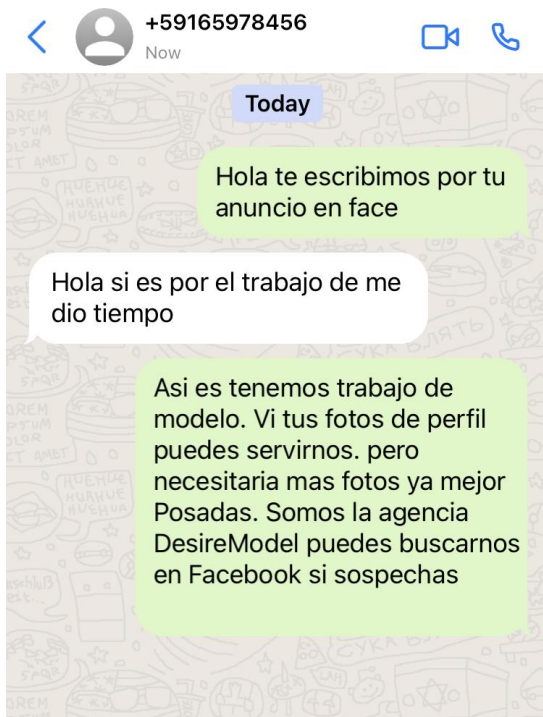 +59165978456
Now
Today
Hola te escribimos por tu
anuncio en face
Hola si es por el trabajo de me
dio tiempo
Asi es tenemos trabajo de
modelo. Vi tus fotos de perfil
puedes servirnos. pero
necesitaria mas fotos ya mejor
Posadas. Somos la agencia
DesireModel puedes buscarnos
en Facebook si sospechas